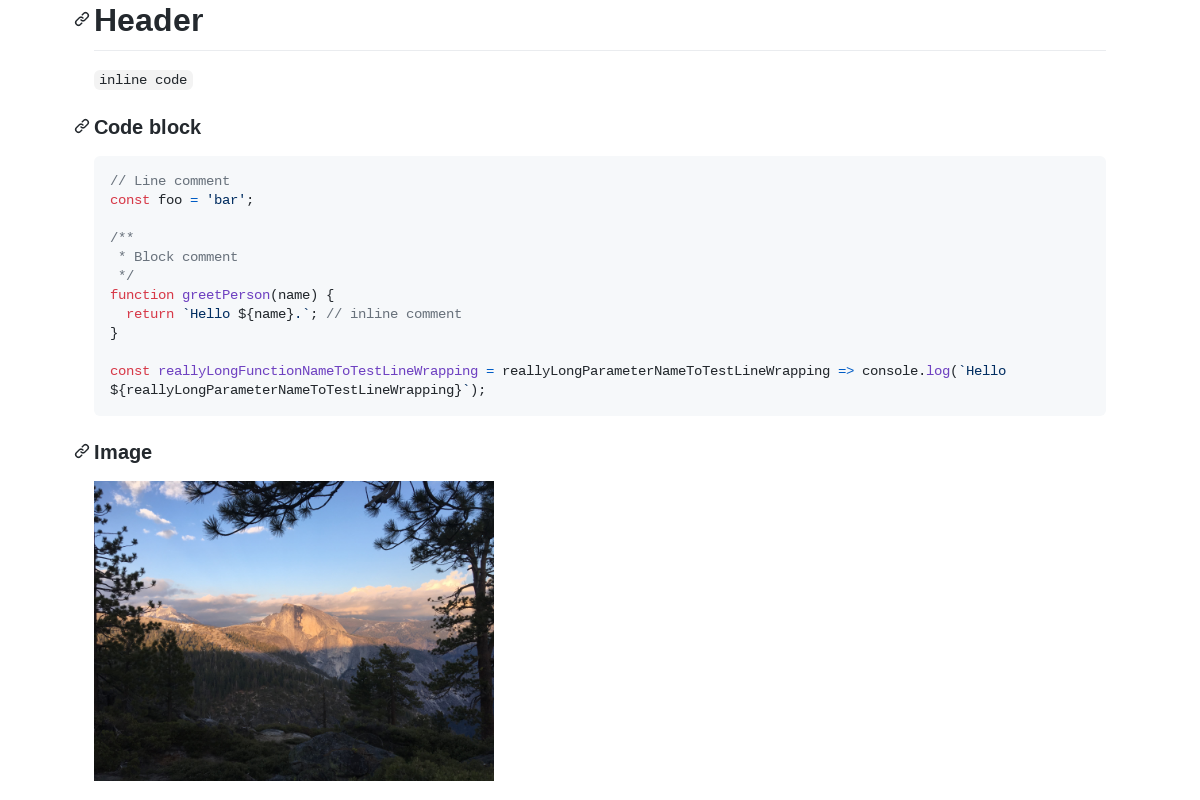 Header
inline code
Code block
// Line comment
const foo = 'bar';
/**
 * Block comment
 */
function greetPerson(name) {
  return `Hello ${name}.`; // inline comment
}
const reallyLongFunctionNameToTestLineWrapping = reallyLongParameterNameToTestLineWrapping => console.log(`Hello
${reallyLongParameterNameToTestLineWrapping}`);
Image